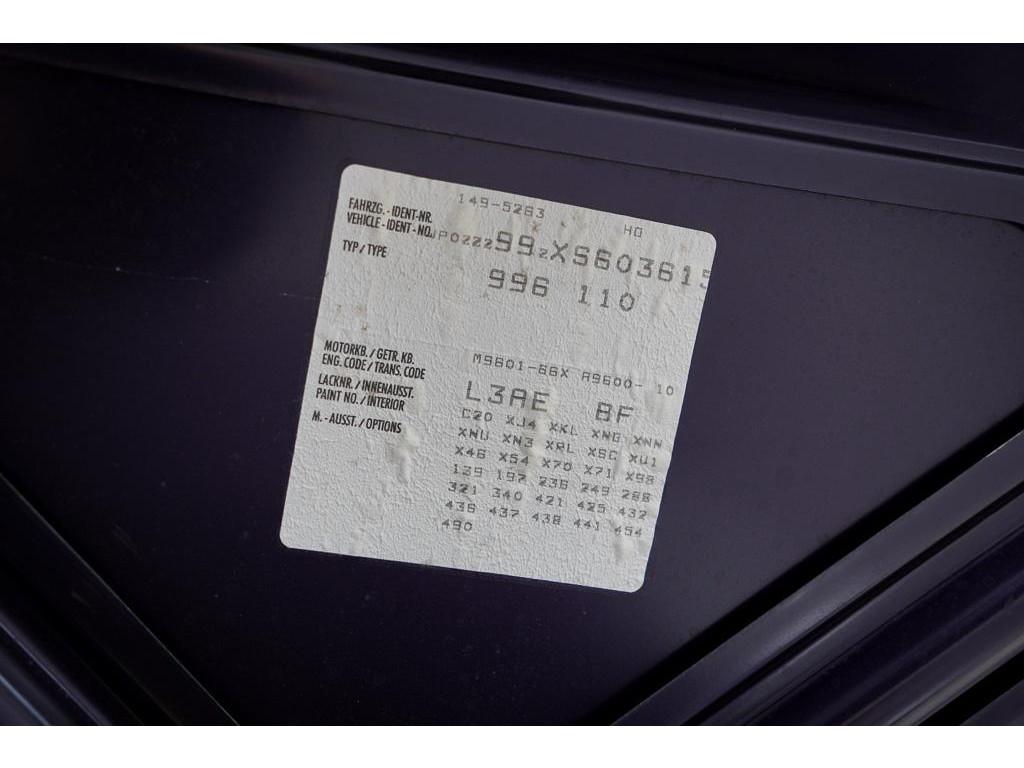 149-5263 HO
FAHRZG. - IDENT-NR.
VEHICLE - IDENT - NO. WP0ZZZ99ZXS603615
TYP / TYPE 996 110
MOTORKB. / GETR. KB.
ENG. CODE / TRANS. CODE M9601-66X A9600- 10
LACKNR. / INNENAUSST.
PAINT NO. / INTERIOR L3AE BF
M. - AUSST. / OPTIONS C20 XJ4 XKL XNG XNN
XNU XN3 XRL XSC XU1
X46 X54 X70 X71 X98
139 197 236 249 288
321 340 421 425 432
436 437 438 441 454
490